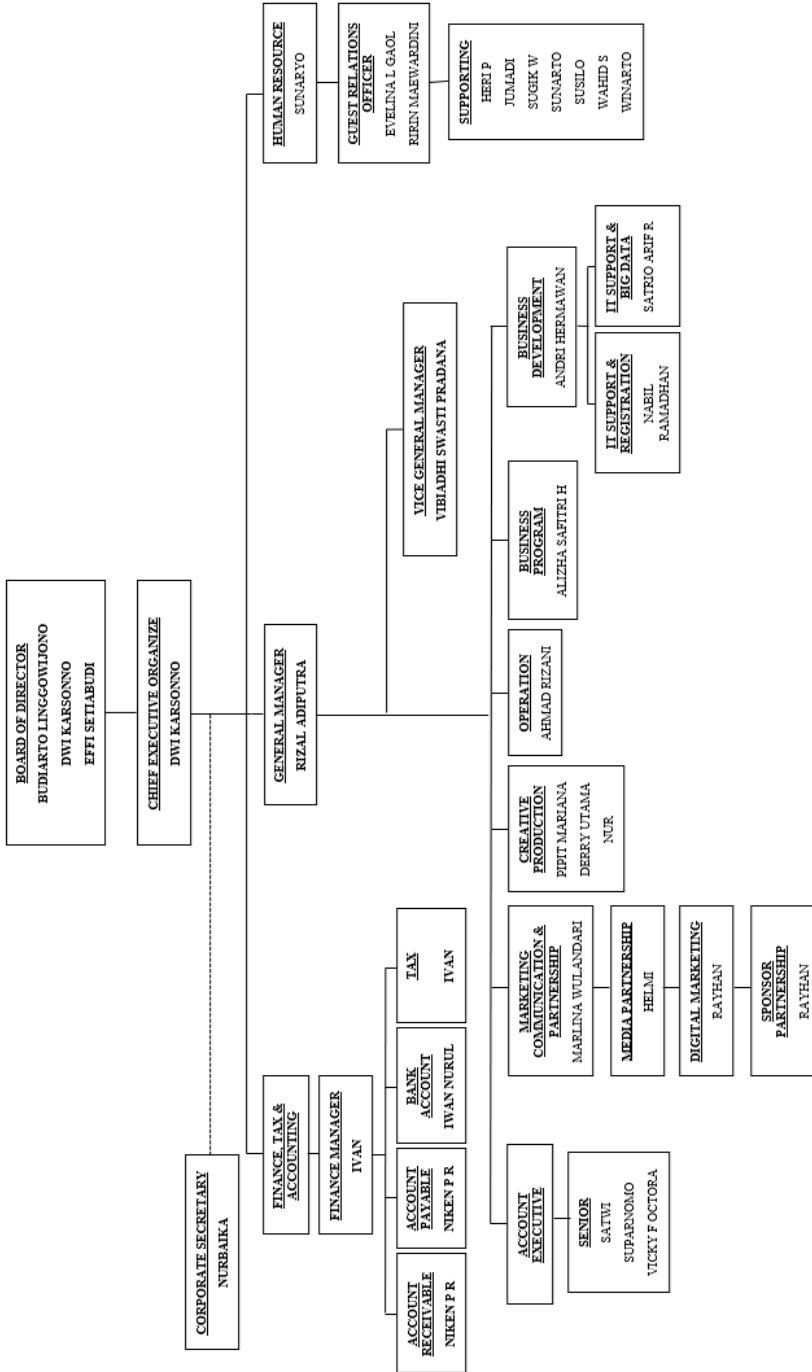 BOARD OF DIRECTOR
BUDIARTO LINGGOWIJONO
DWI KARSONNO
EFFI SETIABUDI
CHIEF EXECUTIVE ORGANIZE
DWI KARSONNO
CORPORATE SECRETARY
NURBAIKA
FINANCE, TAX &
ACCOUNTING
GENERAL MANAGER
RIZAL ADIPUTRA
HUMAN RESOURCE
SUNARYO
FINANCE MANAGER
IVAN
GUEST RELATIONS
OFFICER
EVELINA L GAOL
RIRIN MAEWARDINI
ACCOUNT
RECEIVABLE
NIKEN P R
ACCOUNT
PAYABLE
NIKEN P R
BANK
ACCOUNT
IWAN NURUL
TAX
IVAN
VICE GENERAL MANAGER
VIBIADHI SWASTI PRADANA
SUPPORTING
HERI P
JUMADI
SUGIK W
SUNARTO
SUSILO
WAHID S
WINARTO
ACCOUNT
EXECUTIVE
SENIOR
SATWI
SUPARNOMO
VICKY F OCTORA
MARKETING
COMMUNICATION &
PARTNERSHIP
MARLINA WULANDARI
MEDIA PARTNERSHIP
HELMI
DIGITAL MARKETING
RAYHAN
SPONSOR
PARTNERSHIP
RAYHAN
CREATIVE
PRODUCTION
PIPIT MARIANA
DERRY UTAMA
NUR
OPERATION
AHMAD RIZANI
BUSINESS
PROGRAM
ALIZHA SAFITRI H
BUSINESS
DEVELOPMENT
ANDRI HERMAWAN
IT SUPPORT &
REGISTRATION
NABIL
RAMADHAN
IT SUPPORT &
BIG DATA
SATRIO ARIF R